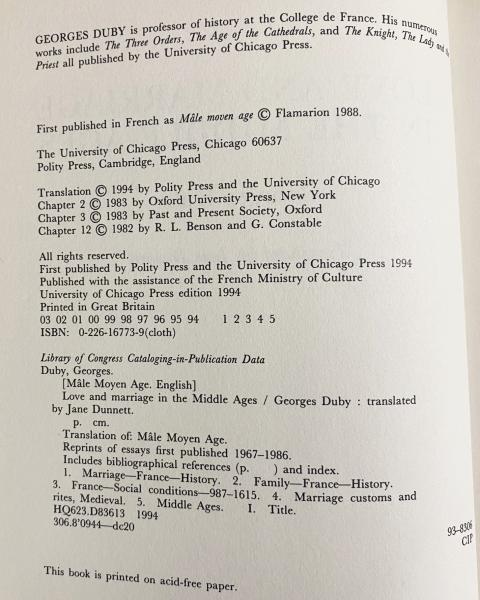 GEORGES DUBY is professor of history at the College de France. His numerous
works include The Three Orders, The Age of the Cathedrals, and The Knight, The Lady and the
Priest all published by the University of Chicago Press.
First published in French as Mâle moven age © Flamarion 1988.
The University of Chicago Press, Chicago 60637
Polity Press, Cambridge, England
Translation © 1994 by Polity Press and the University of Chicago
Chapter 2 © 1983 by Oxford University Press, New York
Chapter 3 © 1983 by Past and Present Society, Oxford
Chapter 12 © 1982 by R. L. Benson and G. Constable
All rights reserved.
First published by Polity Press and the University of Chicago Press 1994
Published with the assistance of the French Ministry of Culture
University of Chicago Press edition 1994
Printed in Great Britain
03 02 01 00 99 98 97 96 95 94 1 2 3 4 5
ISBN: 0-226-16773-9(cloth)
Library of Congress Cataloging-in-Publication Data
Duby, Georges.
[Mâle Moyen Age. English]
Love and marriage in the Middle Ages / Georges Duby : translated
by Jane Dunnett.
p. cm.
Translation of: Mâle Moyen Age.
Reprints of essays first published 1967–1986.
Includes bibliographical references (p. ) and index.
1. Marriage—France—History. 2. Family—France—History.
3. France—Social conditions—987–1615. 4. Marriage customs and
rites, Medieval. 5. Middle Ages. I. Title.
HQ623.D83613 1994
306.8'0944—dc20
93–8306
CIP
This book is printed on acid-free paper.